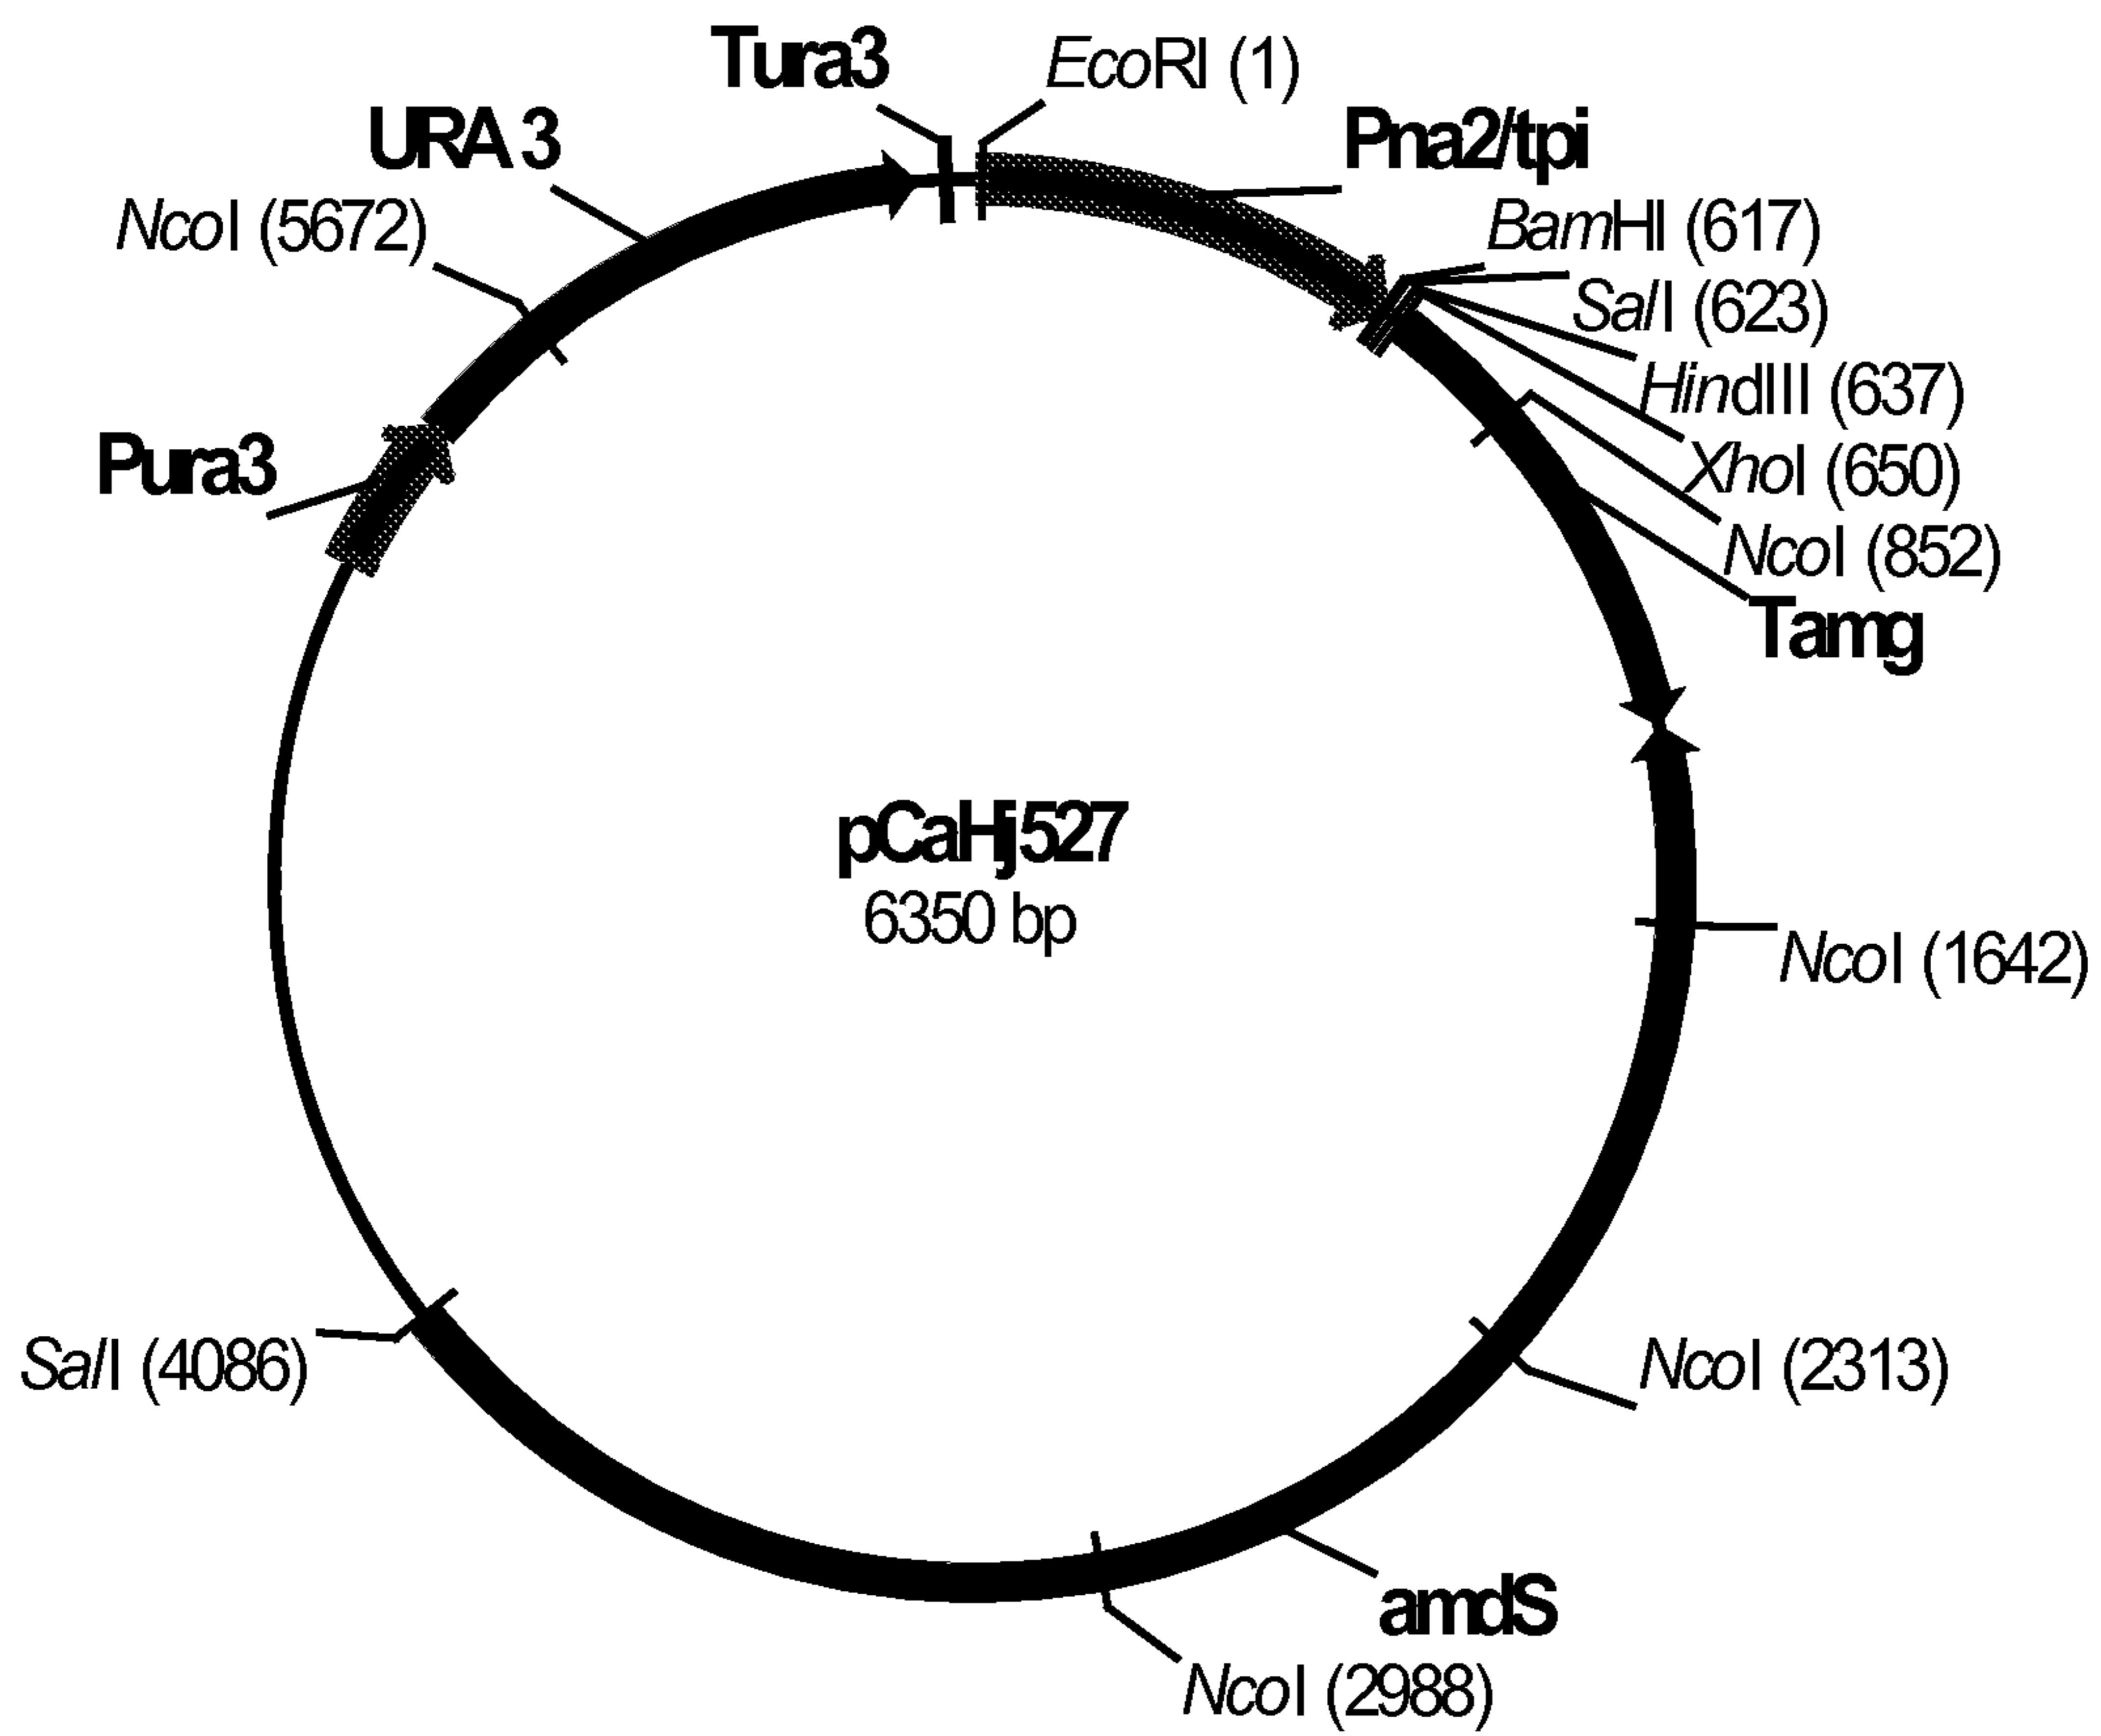 Tura3
EcoRI (1)
URA 3
Pna2/tpi
NcoI (5672)
BamHI (617)
SalI (623)
HindIII (637)
Pura3
XhoI (650)
NcoI (852)
Tamg
pCaHj527
6350 bp
NcoI (1642)
SalI (4086)
NcoI (2313)
amdS
NcoI (2988)